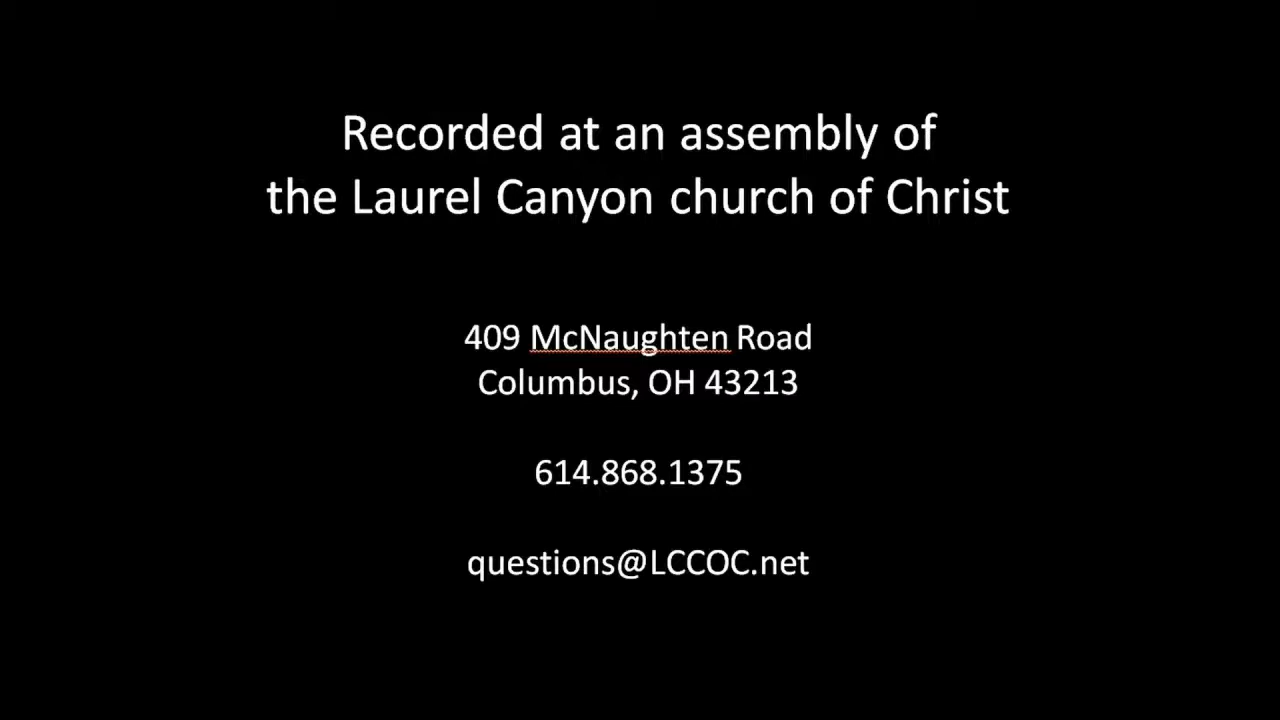 Recorded at an assembly of
the Laurel Canyon church of Christ
409 McNaughten Road
Columbus, OH 43213
614.868.1375
questions@LCCOC.net